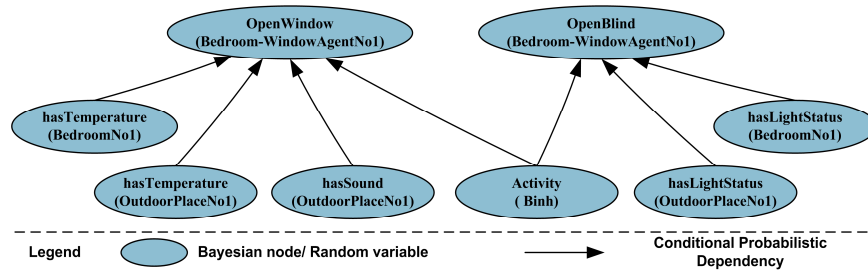 OpenWindow
(Bedroom-WindowAgentNo1)
OpenBlind
(Bedroom-WindowAgentNo1)
hasTemperature
(BedroomNo1)
hasLightStatus
(BedroomNo1)
hasTemperature
(OutdoorPlaceNo1)
hasSound
(OutdoorPlaceNo1)
Activity
( Binh)
hasLightStatus
(OutdoorPlaceNo1)
Legend
Bayesian node/ Random variable
Conditional Probabilistic
Dependency